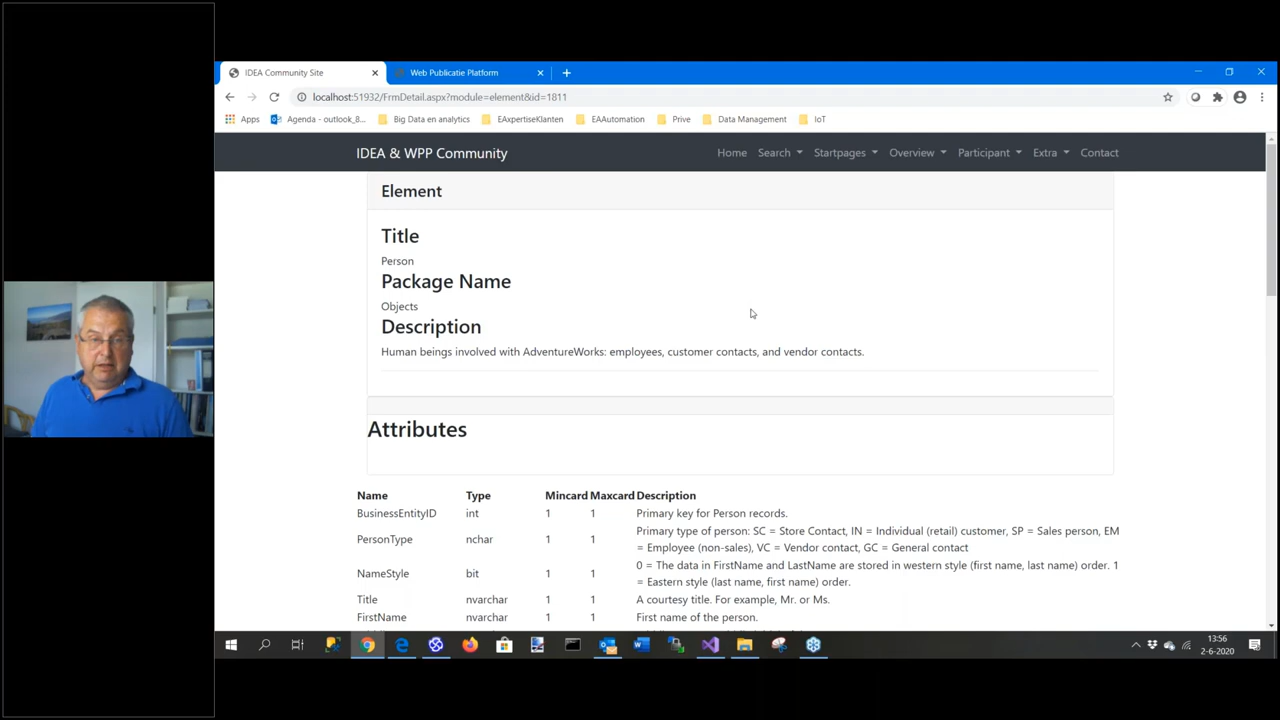 IDEA Community Site
Web Publicatie Platform
localhost:51932/FrmDetail.aspx?module=element&id=1811
Apps
Agenda - outlook_8...
Big Data en analytics
EAxpertiseKlanten
EAAutomation
Prive
Data Management
IoT
IDEA & WPP Community
Home
Search
Startpages
Overview
Participant
Extra
Contact
Element
Title
Person
Package Name
Objects
Description
Human beings involved with AdventureWorks: employees, customer contacts, and vendor contacts.
Attributes
Name Type Mincard Maxcard Description
BusinessEntityID int 1 1 Primary key for Person records.
PersonType nchar 1 1 Primary type of person: SC = Store Contact, IN = Individual (retail) customer, SP = Sales person, EM
= Employee (non-sales), VC = Vendor contact, GC = General contact
NameStyle bit 1 1 0 = The data in FirstName and LastName are stored in western style (first name, last name) order. 1
= Eastern style (last name, first name) order.
Title nvarchar 1 1 A courtesy title. For example, Mr. or Ms.
FirstName nvarchar 1 1 First name of the person.
13:56
2-6-2020